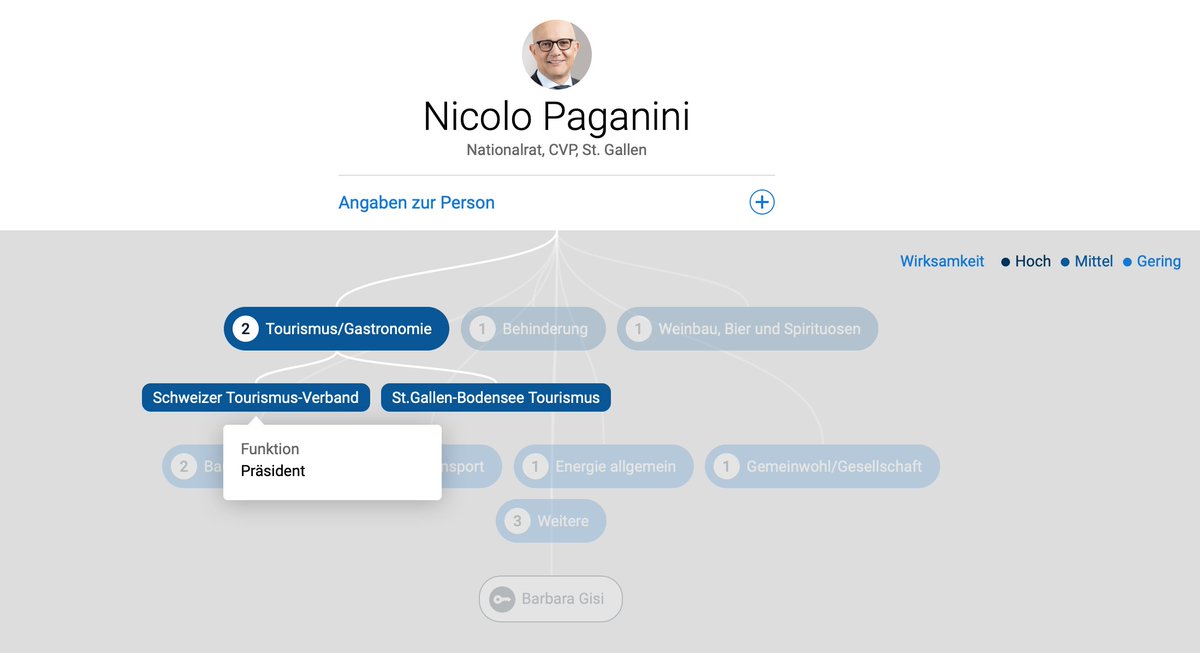 Nicolo Paganini
Nationalrat, CVP, St. Gallen
Angaben zur Person
Wirksamkeit Hoch Mittel Gering
2 Tourismus/Gastronomie 1 Behinderung 1 Weinbau, Bier und Spirituosen
Schweizer Tourismus-Verband St.Gallen-Bodensee Tourismus
Funktion
Präsident
2 Ba nsport 1 Energie allgemein 1 Gemeinwohl/Gesellschaft
3 Weitere
Barbara Gisi